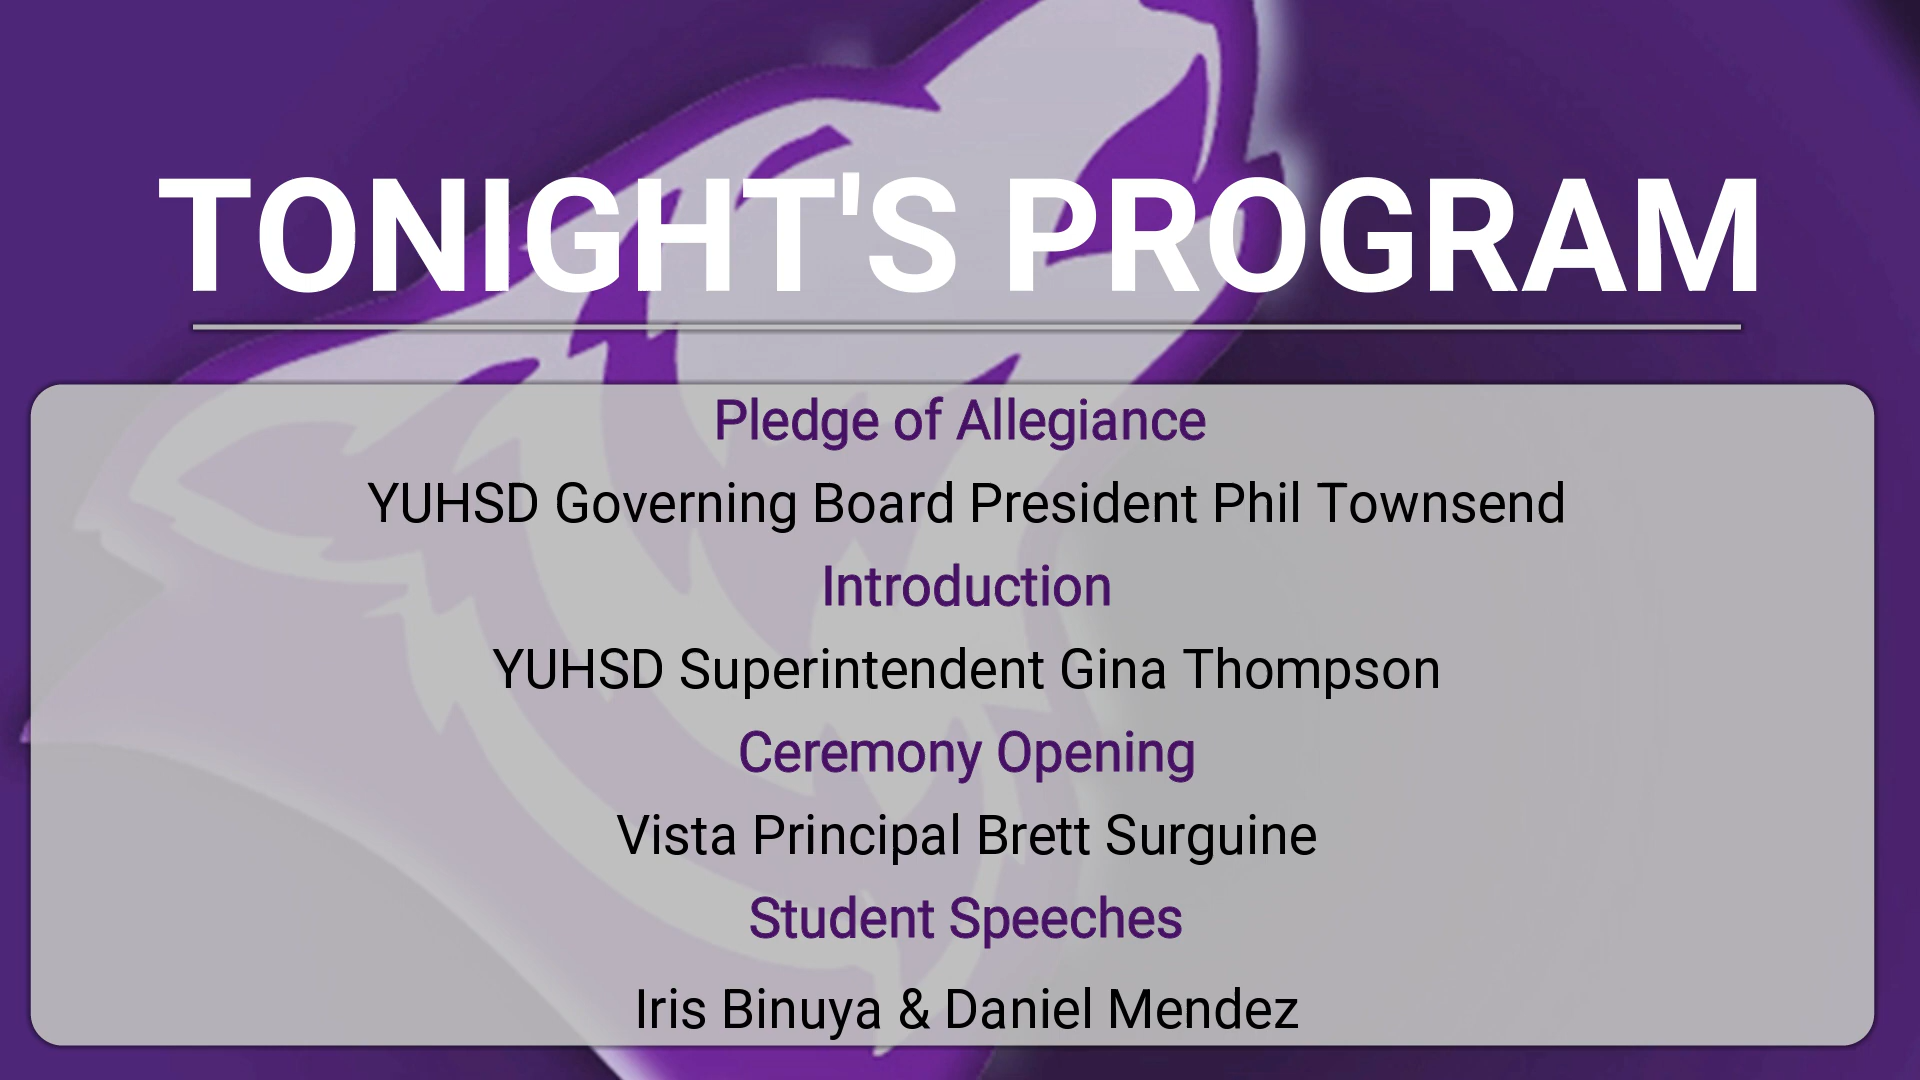 TONIGHT'S PROGRAM
Pledge of Allegiance
YUHSD Governing Board President Phil Townsend
Introduction
YUHSD Superintendent Gina Thompson
Ceremony Opening
Vista Principal Brett Surguine
Student Speeches
Iris Binuya & Daniel Mendez